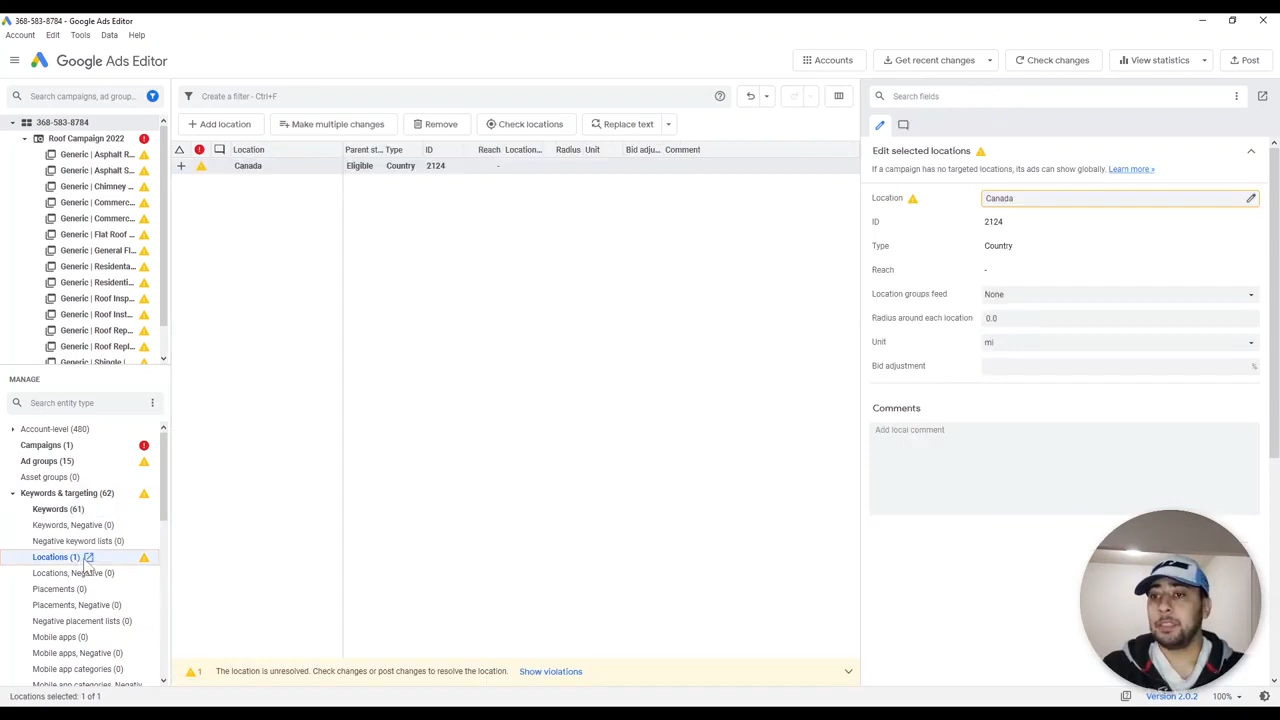 368-583-8784 - Google Ads Editor
Account Edit Tools Data Help
Google Ads Editor
Accounts Get recent changes Check changes View statistics Post
Search campaigns, ad group...
Create a filter - Ctrl+F
Search fields
368-583-8784
Roof Campaign 2022
Generic | Asphalt R...
Generic | Asphalt S...
Generic | Chimney ...
Generic | Commerc...
Generic | Commerc...
Generic | Flat Roof ...
Generic | General Fl...
Generic | Residenta...
Generic | Residenti...
Generic | Roof Insp...
Generic | Roof Inst...
Generic | Roof Rep...
Generic | Roof Repl...
Generic | Shingle |
MANAGE
Search entity type
Account-level (480)
Campaigns (1)
Ad groups (15)
Asset groups (0)
Keywords & targeting (62)
Keywords (61)
Keywords, Negative (0)
Negative keyword lists (0)
Locations (1)
Locations, Negative (0)
Placements (0)
Placements, Negative (0)
Negative placement lists (0)
Mobile apps (0)
Mobile apps, Negative (0)
Mobile app categories (0)
Mobile app categories, Negativ
Locations selected: 1 of 1
Add location Make multiple changes Remove Check locations Replace text
Location Parent st... Type ID Reach Location... Radius Unit Bid adju... Comment
Canada Eligible Country 2124 -
1 The location is unresolved. Check changes or post changes to resolve the location. Show violations
Edit selected locations
If a campaign has no targeted locations, its ads can show globally. Learn more »
Location Canada
ID 2124
Type Country
Reach -
Location groups feed None
Radius around each location 0.0
Unit mi
Bid adjustment %
Comments
Add local comment
Version 2.0.2 100%